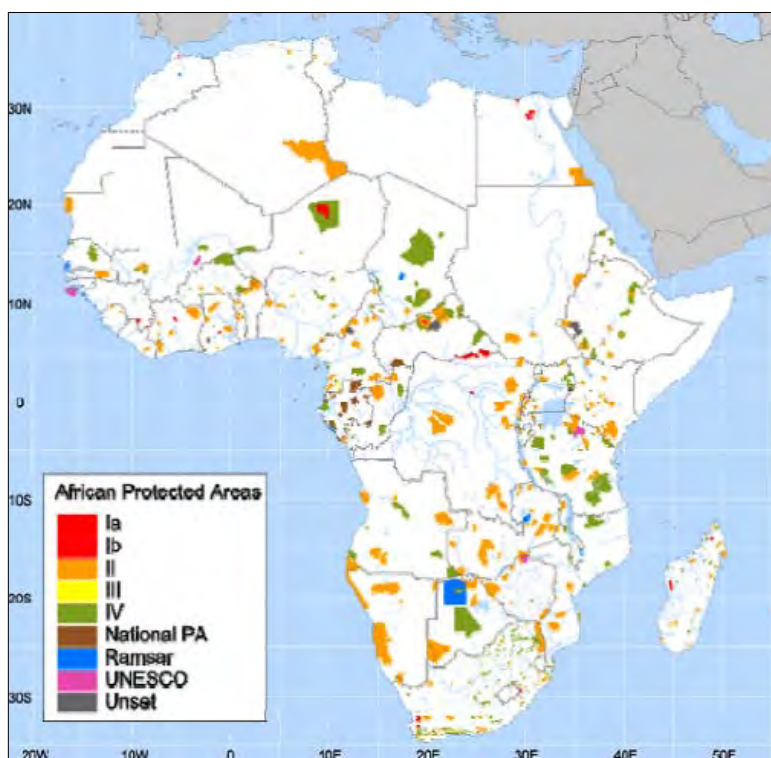 30N
20N
10N
0
10S
20S
30S
African Protected Areas
Ia
Ib
II
III
IV
National PA
Ramsar
UNESCO
Unset
20W 10W 0 10E 20E 30E 40E 50E